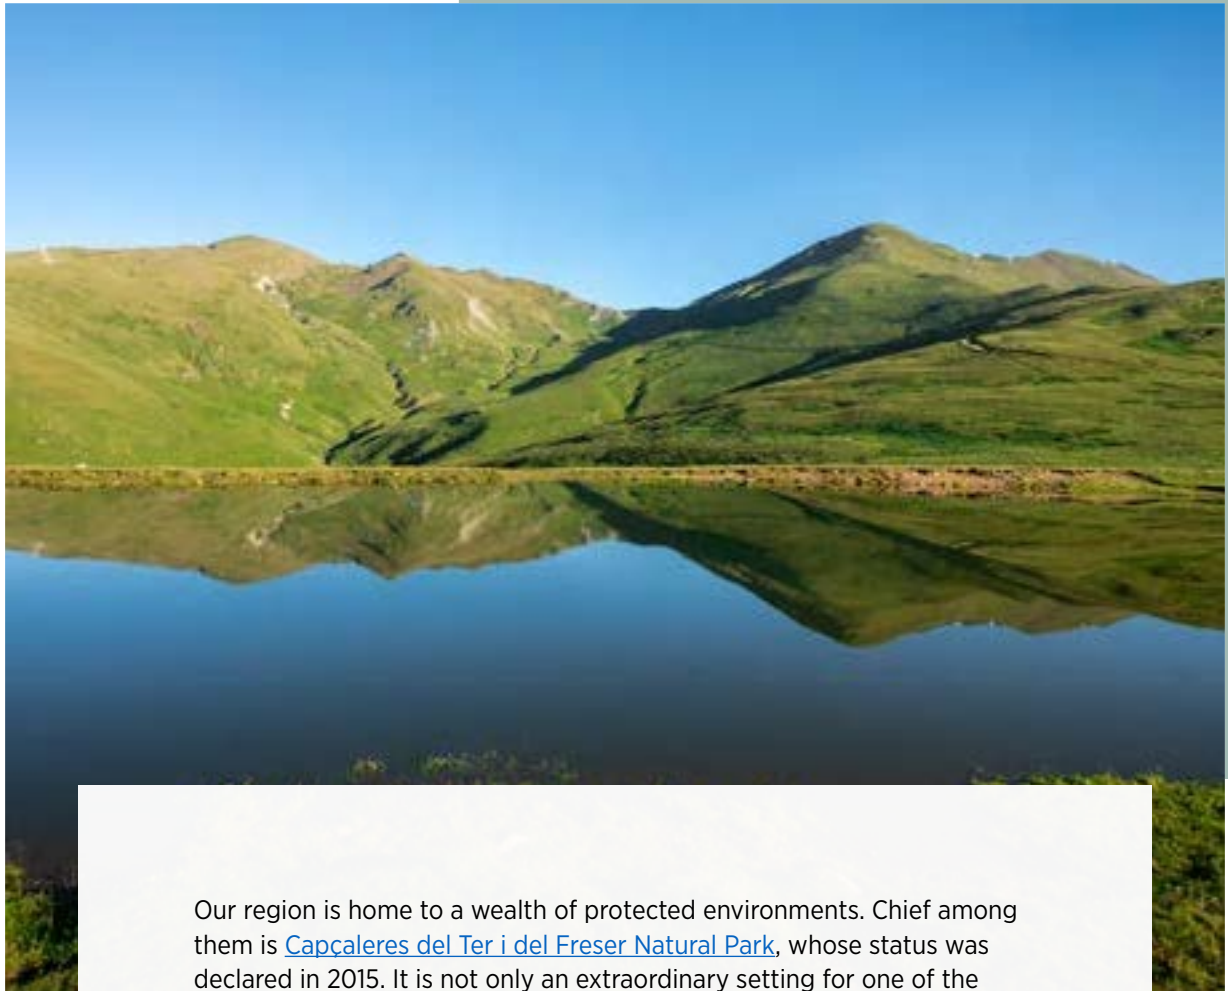 Our region is home to a wealth of protected environments. Chief among
them is Capçaleres del Ter i del Freser Natural Park, whose status was
declared in 2015. It is not only an extraordinary setting for one of the